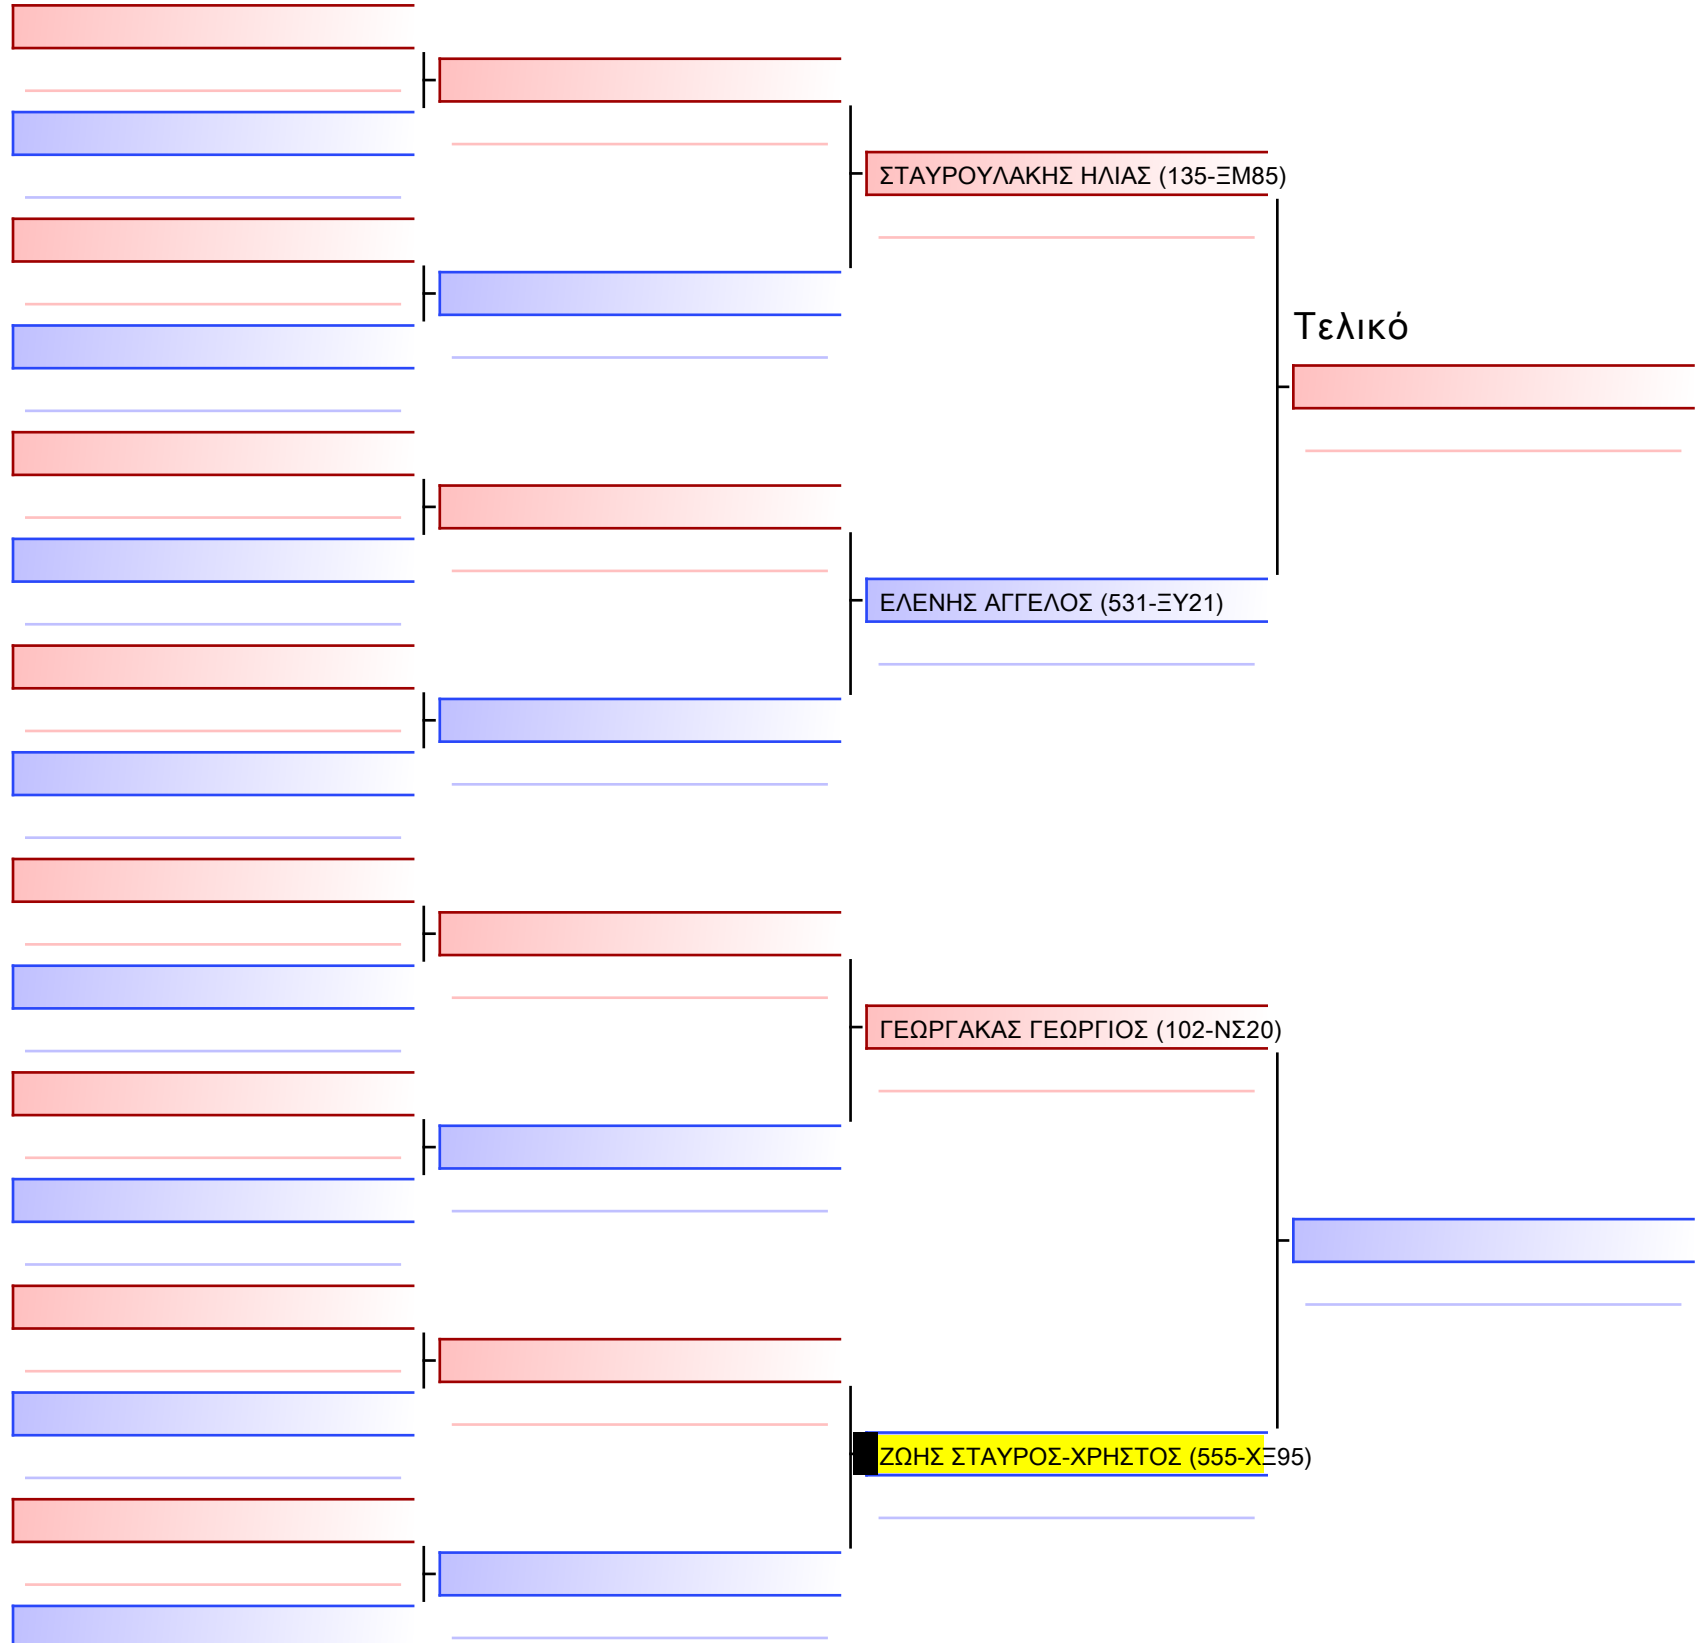 ΣΤΑΥΡΟΥΛΑΚΗΣ ΗΛΙΑΣ (135-ΞΜ85)
Τελικό
ΕΛΕΝΗΣ ΑΓΓΕΛΟΣ (531-ΞΥ21)
ΓΕΩΡΓΑΚΑΣ ΓΕΩΡΓΙΟΣ (102-ΝΣ20)
ΖΩΗΣ ΣΤΑΥΡΟΣ-ΧΡΗΣΤΟΣ (555-ΧΞ95)